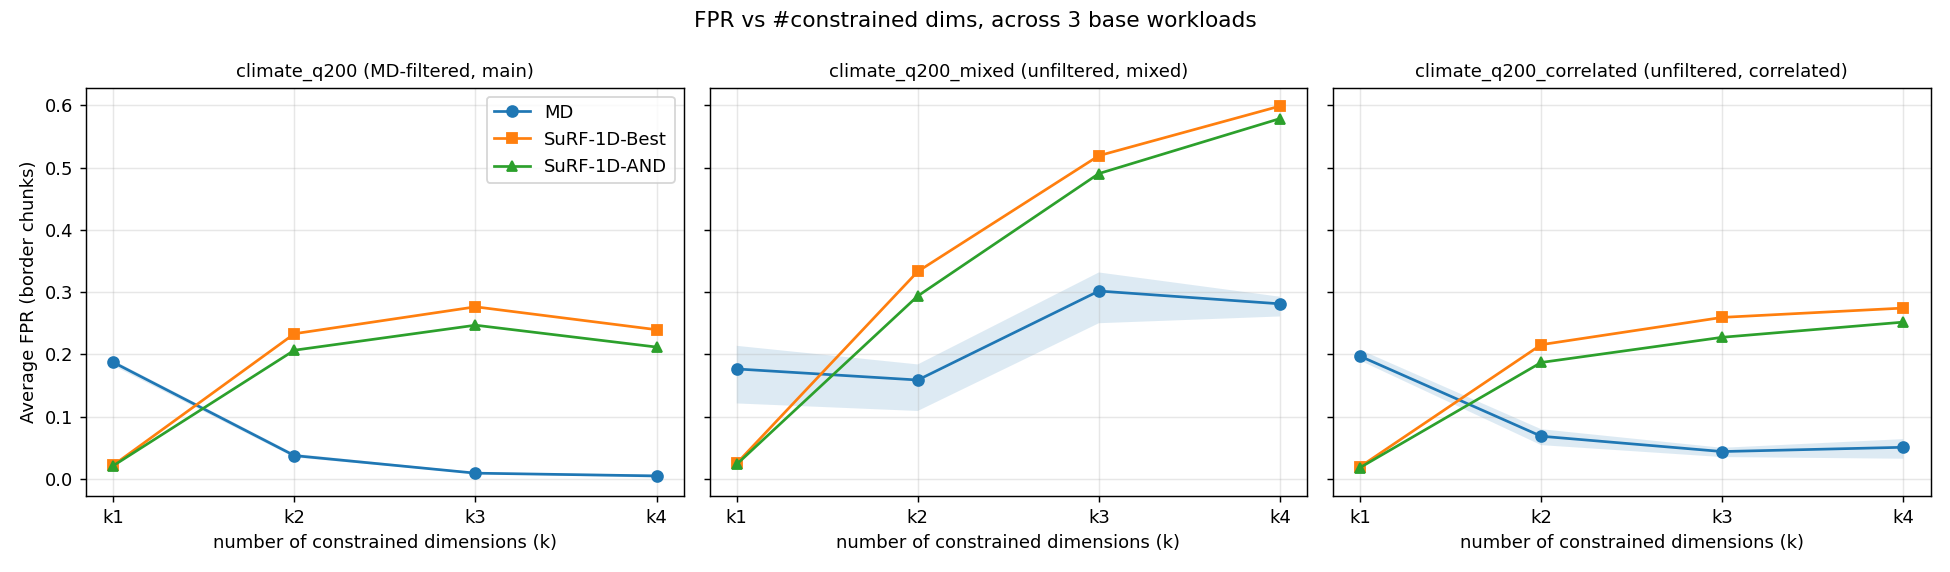 FPR vs #constrained dims, across 3 base workloads
climate_q200 (MD-filtered, main)
climate_q200_mixed (unfiltered, mixed)
climate_q200_correlated (unfiltered, correlated)
Average FPR (border chunks)
0.6
0.5
0.4
0.3
0.2
0.1
0.0
MD
SuRF-1D-Best
SuRF-1D-AND
k1 k2 k3 k4
number of constrained dimensions (k)
k1 k2 k3 k4
number of constrained dimensions (k)
k1 k2 k3 k4
number of constrained dimensions (k)